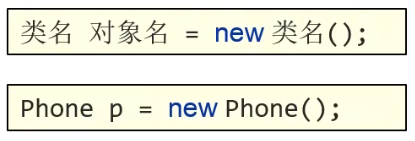 类名 对象名 = new 类名();
Phone p = new Phone();